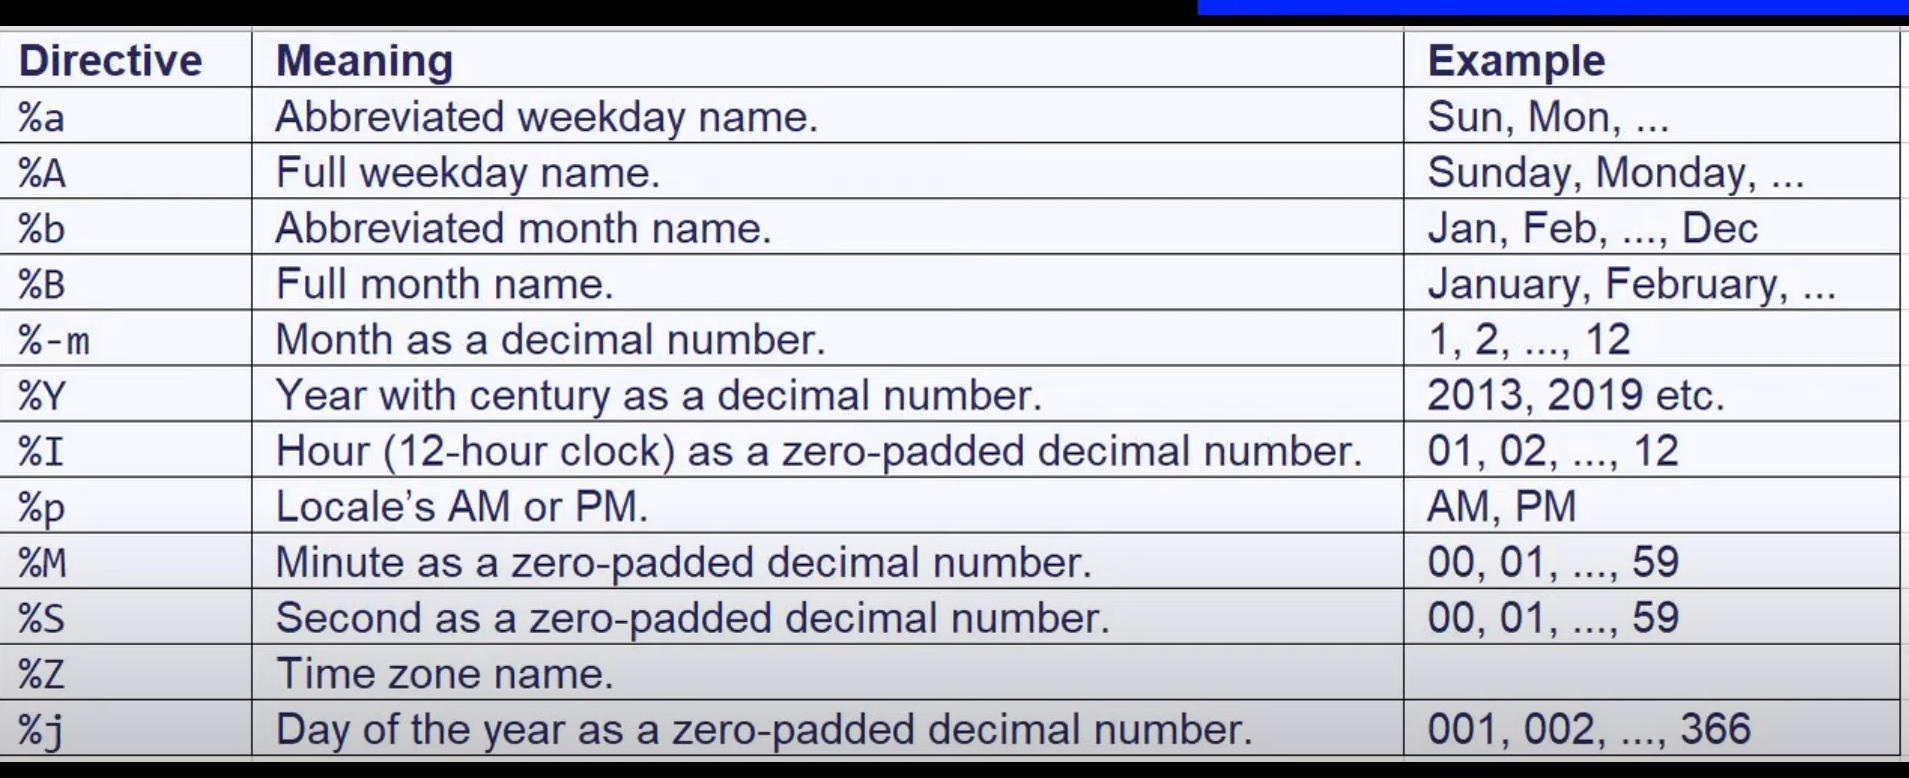 Directive Meaning Example
%a Abbreviated weekday name. Sun, Mon, ...
%A Full weekday name. Sunday, Monday, ...
%b Abbreviated month name. Jan, Feb, ..., Dec
%B Full month name. January, February, ...
%-m Month as a decimal number. 1, 2, ..., 12
%Y Year with century as a decimal number. 2013, 2019 etc.
%I Hour (12-hour clock) as a zero-padded decimal number. 01, 02, ..., 12
%p Locale’s AM or PM. AM, PM
%M Minute as a zero-padded decimal number. 00, 01, ..., 59
%S Second as a zero-padded decimal number. 00, 01, ..., 59
%Z Time zone name.
%j Day of the year as a zero-padded decimal number. 001, 002, ..., 366